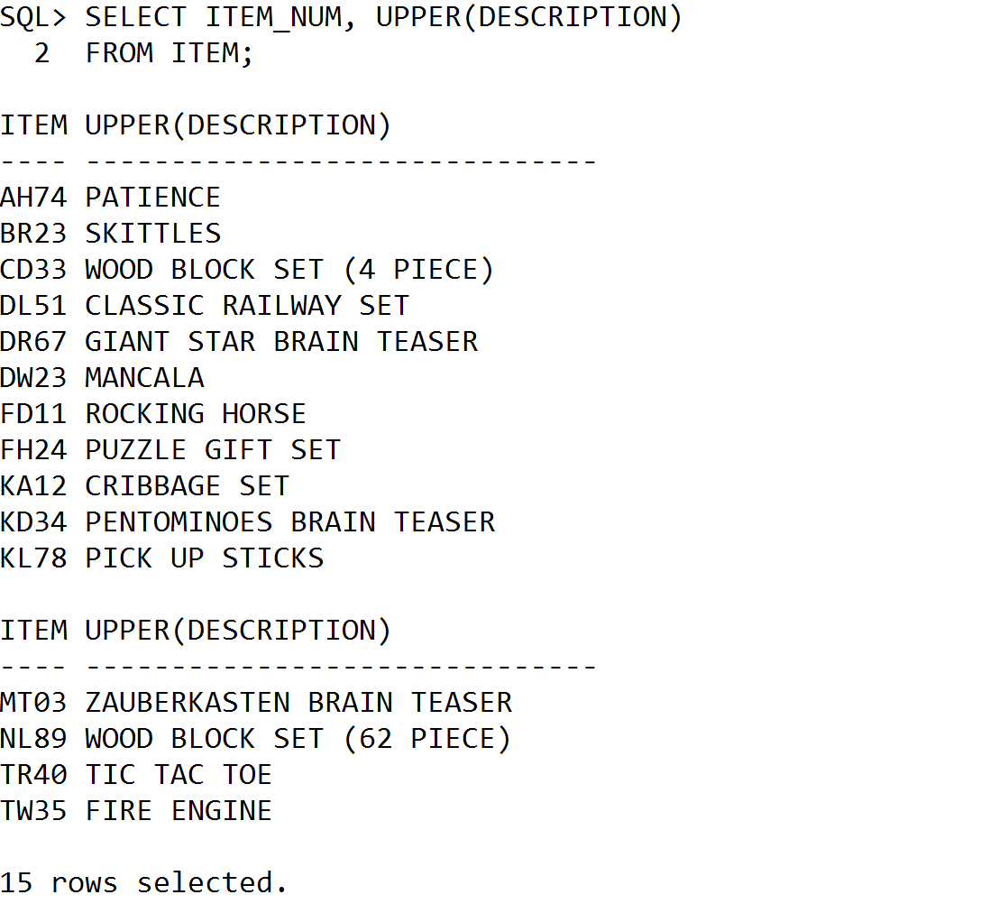 SQL> SELECT ITEM_NUM, UPPER(DESCRIPTION)
  2  FROM ITEM;

ITEM UPPER(DESCRIPTION)
---- ------------------------------
AH74 PATIENCE
BR23 SKITTLES
CD33 WOOD BLOCK SET (4 PIECE)
DL51 CLASSIC RAILWAY SET
DR67 GIANT STAR BRAIN TEASER
DW23 MANCALA
FD11 ROCKING HORSE
FH24 PUZZLE GIFT SET
KA12 CRIBBAGE SET
KD34 PENTOMINOES BRAIN TEASER
KL78 PICK UP STICKS

ITEM UPPER(DESCRIPTION)
---- ------------------------------
MT03 ZAUBERKASTEN BRAIN TEASER
NL89 WOOD BLOCK SET (62 PIECE)
TR40 TIC TAC TOE
TW35 FIRE ENGINE

15 rows selected.